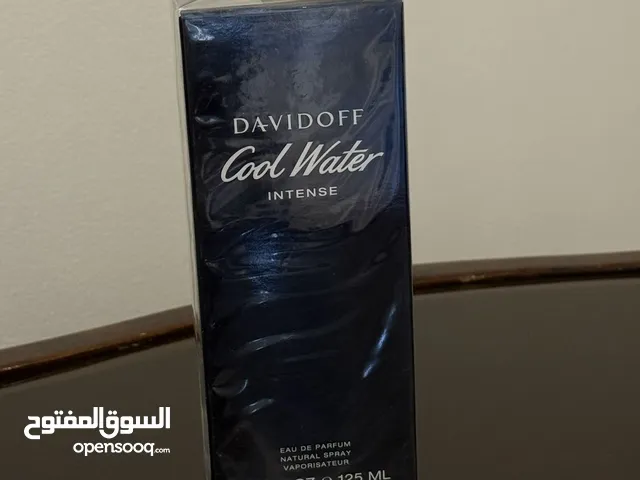 DAVIDOFF
Cool Water
INTENSE
EAU DE PARFUM
NATURAL SPRAY
VAPORISATEUR
125 ML
السوق المفتوح
opensooq.com